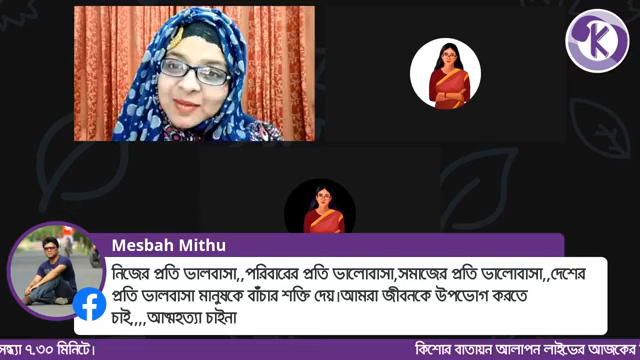 K
Mesbah Mithu
নিজের প্রতি ভালবাসা,,পরিবারের প্রতি ভালোবাসা,সমাজের প্রতি ভালোবাসা,,দেশের
প্রতি ভালবাসা মানুষকে বাঁচার শক্তি দেয়।আমরা জীবনকে উপভোগ করতে
চাই,,,,আত্মহত্যা চাইনা
সন্ধ্যা ৭.৩০ মিনিটে। কিশোর বাতায়ন আলাপন লাইভের আজকের